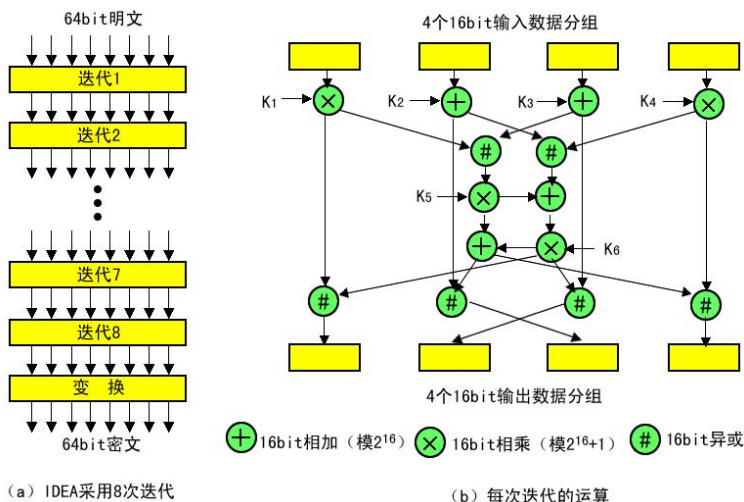 64bit明文
迭代1
迭代2
迭代7
迭代8
变 换
64bit密文
(a) IDEA采用8次迭代
4个16bit输入数据分组
K1
K2
K3
K4
×
+
+
×
#
#
K5
×
+
+
×
K6
#
#
#
#
4个16bit输出数据分组
+ 16bit相加（模2¹⁶） × 16bit相乘（模2¹⁶+1） # 16bit异或
(b) 每次迭代的运算